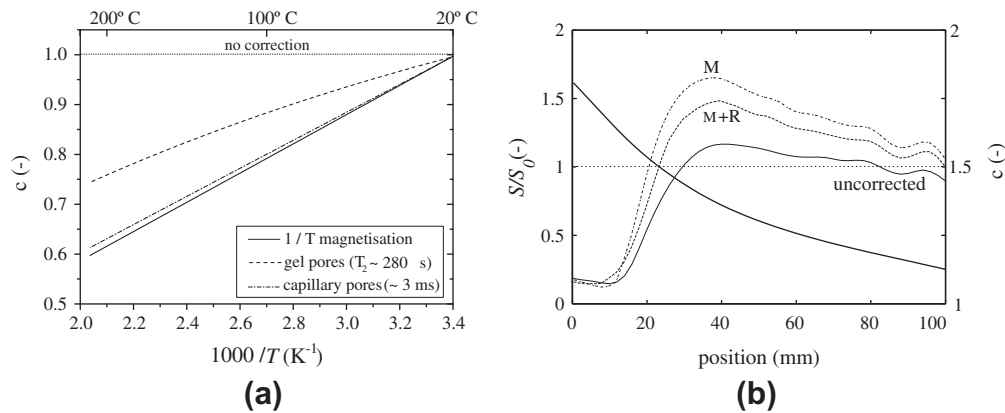 200º C 100º C 20º C
no correction
1.0
0.9
0.8
0.7
0.6
0.5
c (-)
1 / T magnetisation
gel pores (T2 ~ 280 s)
capillary pores (~ 3 ms)
2.0 2.2 2.4 2.6 2.8 3.0 3.2 3.4
1000 /T (K-1)
(a)
2
1.5
1
0.5
0
S/S0(-)
M
M+R
uncorrected
2
1.5
1
c (-)
0 20 40 60 80 100
position (mm)
(b)